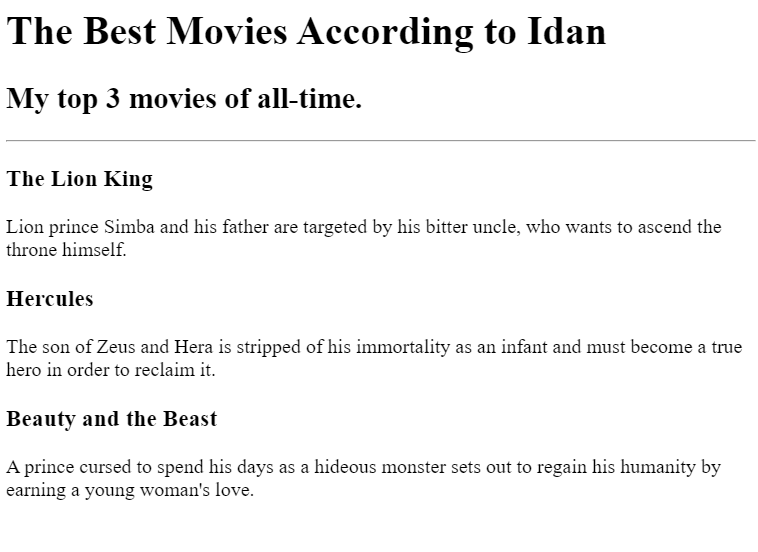 The Best Movies According to Idan
My top 3 movies of all-time.
The Lion King
Lion prince Simba and his father are targeted by his bitter uncle, who wants to ascend the
throne himself.
Hercules
The son of Zeus and Hera is stripped of his immortality as an infant and must become a true
hero in order to reclaim it.
Beauty and the Beast
A prince cursed to spend his days as a hideous monster sets out to regain his humanity by
earning a young woman's love.